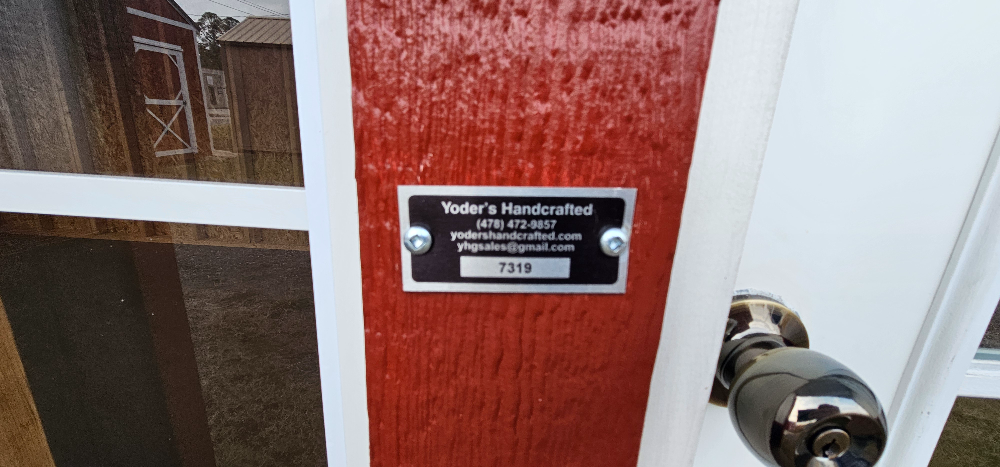 Yoder's Handcrafted
(478) 472-9857
yodershandcrafted.com
yhgsales@gmail.com
7319